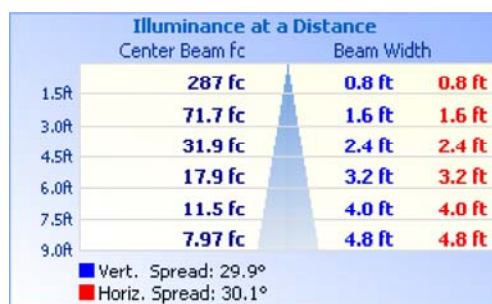 Illuminance at a Distance
Center Beam fc Beam Width
287 fc 0.8 ft 0.8 ft
1.5ft
71.7 fc 1.6 ft 1.6 ft
3.0ft
31.9 fc 2.4 ft 2.4 ft
4.5ft
17.9 fc 3.2 ft 3.2 ft
6.0ft
11.5 fc 4.0 ft 4.0 ft
7.5ft
7.97 fc 4.8 ft 4.8 ft
9.0ft
Vert. Spread: 29.9°
Horiz. Spread: 30.1°